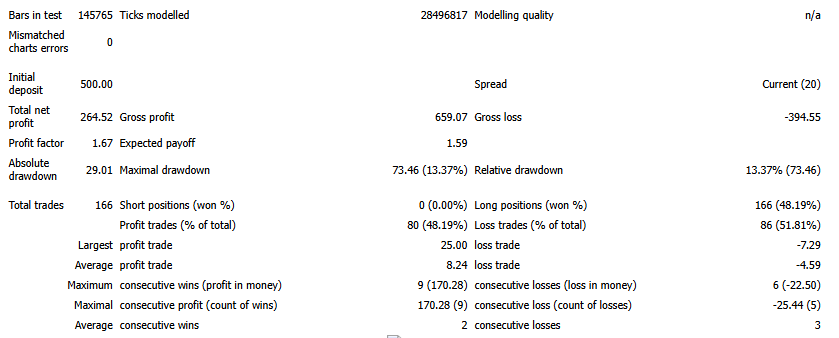 Bars in test 145765 Ticks modelled 28496817 Modelling quality n/a
Mismatched
charts errors 0
Initial
deposit 500.00 Spread Current (20)
Total net
profit 264.52 Gross profit 659.07 Gross loss -394.55
Profit factor 1.67 Expected payoff 1.59
Absolute
drawdown 29.01 Maximal drawdown 73.46 (13.37%) Relative drawdown 13.37% (73.46)
Total trades 166 Short positions (won %) 0 (0.00%) Long positions (won %) 166 (48.19%)
Profit trades (% of total) 80 (48.19%) Loss trades (% of total) 86 (51.81%)
Largest profit trade 25.00 loss trade -7.29
Average profit trade 8.24 loss trade -4.59
Maximum consecutive wins (profit in money) 9 (170.28) consecutive losses (loss in money) 6 (-22.50)
Maximal consecutive profit (count of wins) 170.28 (9) consecutive loss (count of losses) -25.44 (5)
Average consecutive wins 2 consecutive losses 3